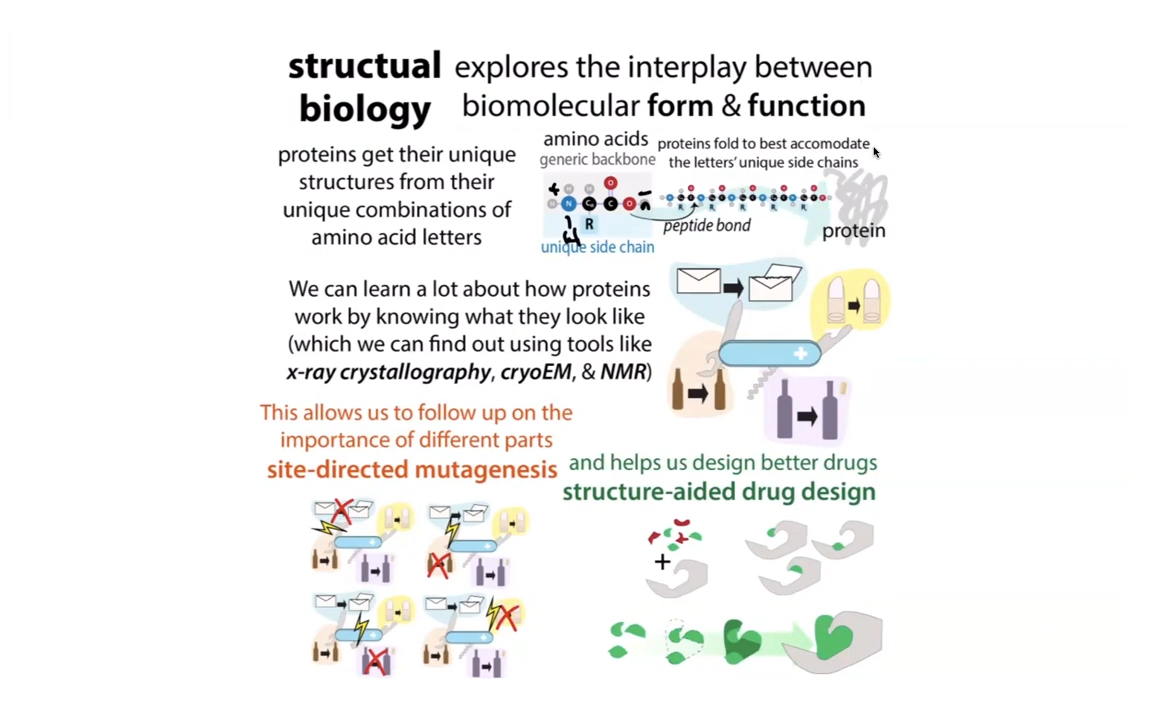 structual
biology
explores the interplay between
biomolecular form & function
proteins get their unique
structures from their
unique combinations of
amino acid letters
amino acids
generic backbone
H H O
H N C C O H
H
R
unique side chain
proteins fold to best accomodate
the letters' unique side chains
R R R R R
peptide bond
protein
We can learn a lot about how proteins
work by knowing what they look like
(which we can find out using tools like
x-ray crystallography, cryoEM, & NMR)
This allows us to follow up on the
importance of different parts
site-directed mutagenesis
and helps us design better drugs
structure-aided drug design
+